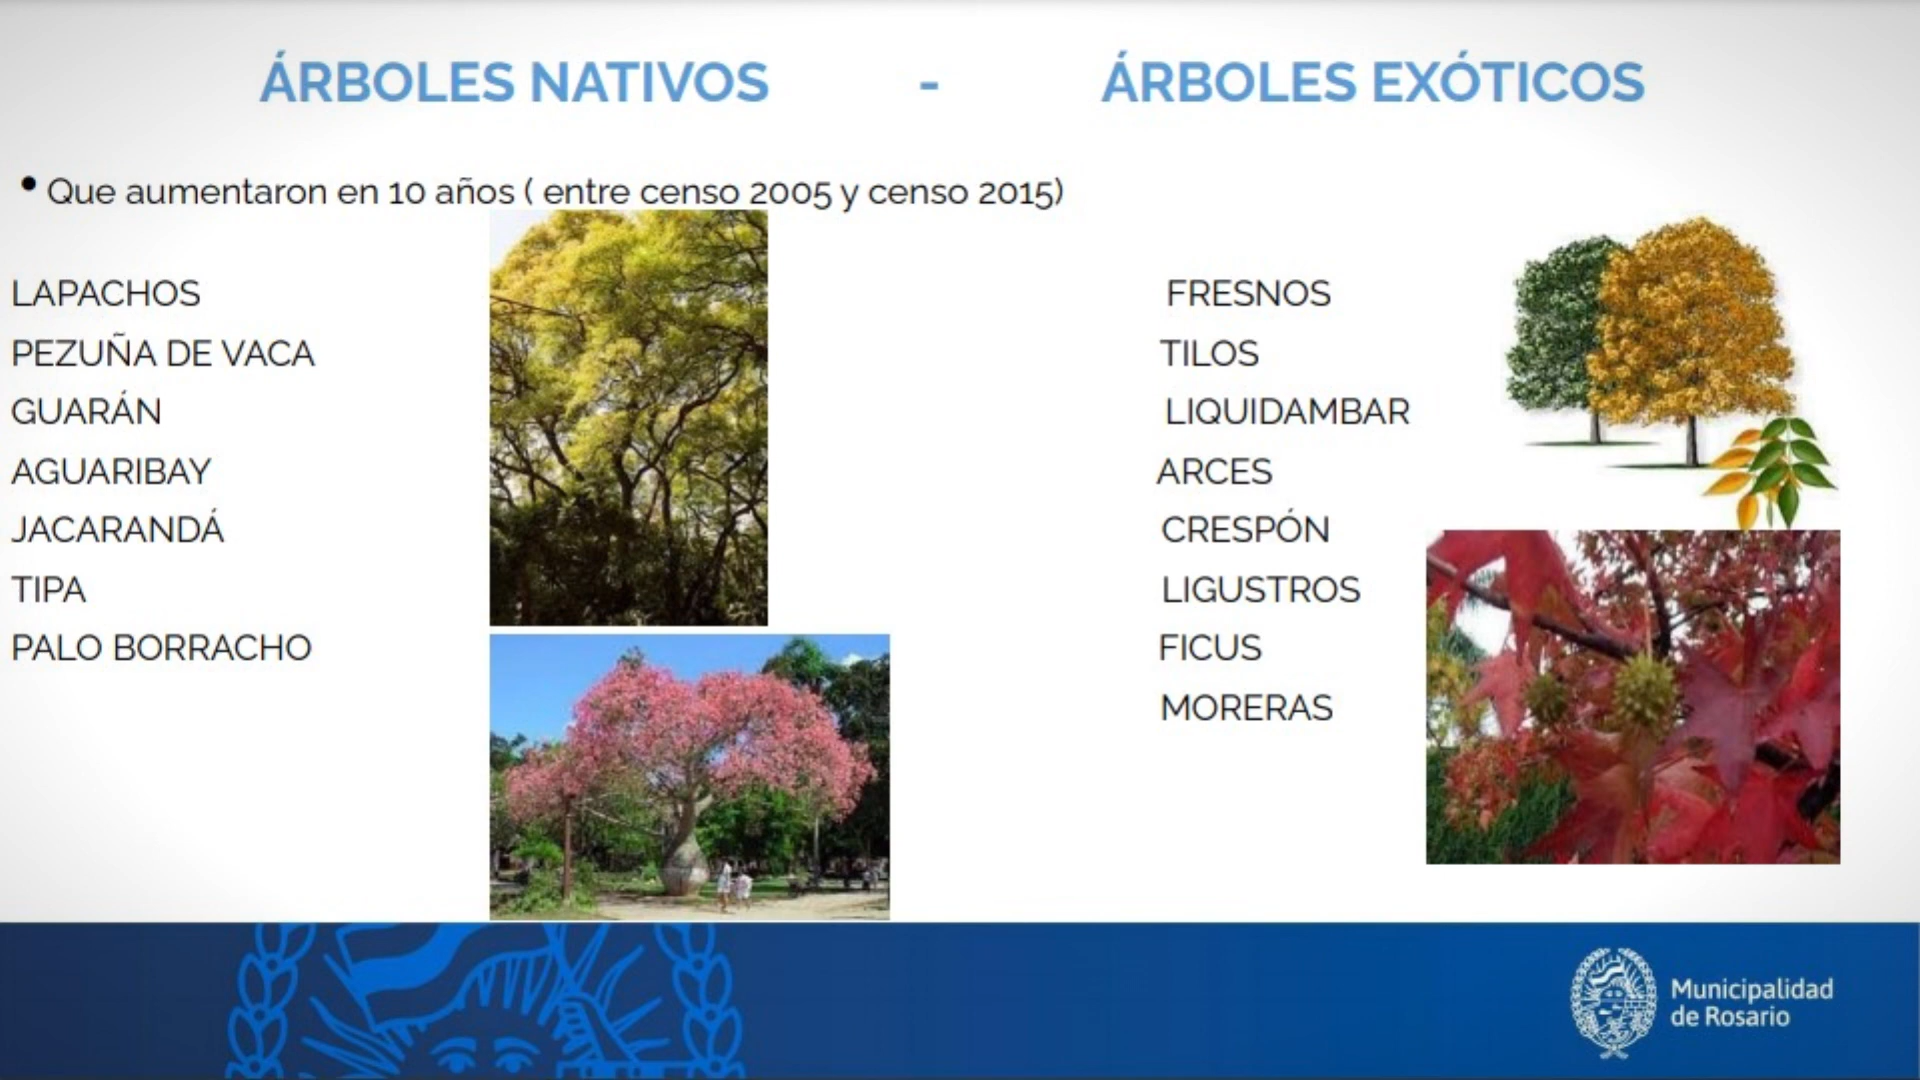 ÁRBOLES NATIVOS - ÁRBOLES EXÓTICOS
• Que aumentaron en 10 años ( entre censo 2005 y censo 2015)
LAPACHOS
PEZUÑA DE VACA
GUARÁN
AGUARIBAY
JACARANDÁ
TIPA
PALO BORRACHO
FRESNOS
TILOS
LIQUIDAMBAR
ARCES
CRESPÓN
LIGUSTROS
FICUS
MORERAS
Municipalidad
de Rosario